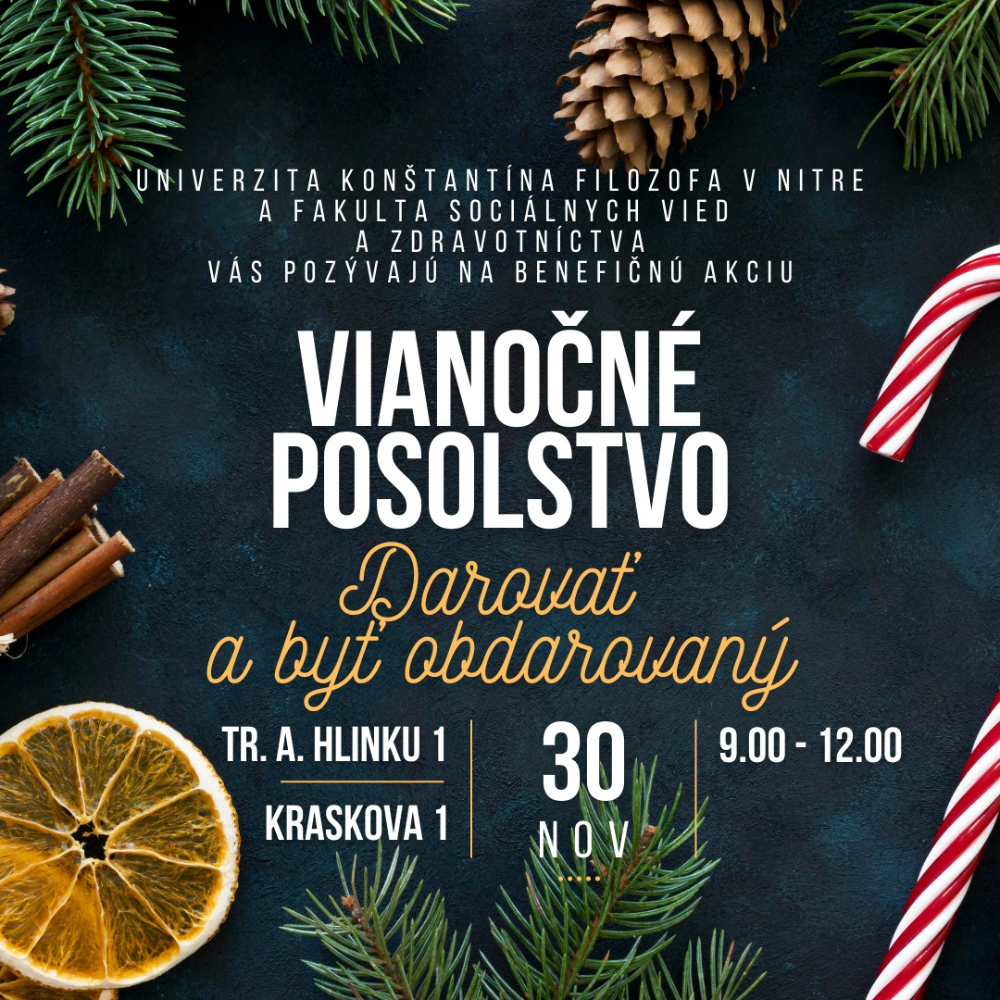 UNIVERZITA KONŠTANTÍNA FILOZOFA V NITRE
A FAKULTA SOCIÁLNYCH VIED
A ZDRAVOTNÍCTVA
VÁS POZÝVAJÚ NA BENEFIČNÚ AKCIU
VIANOČNÉ
POSOLSTVO
Darovať
a byť obdarovaný
TR. A. HLINKU 1
KRASKOVA 1
30
NOV
9.00 - 12.00